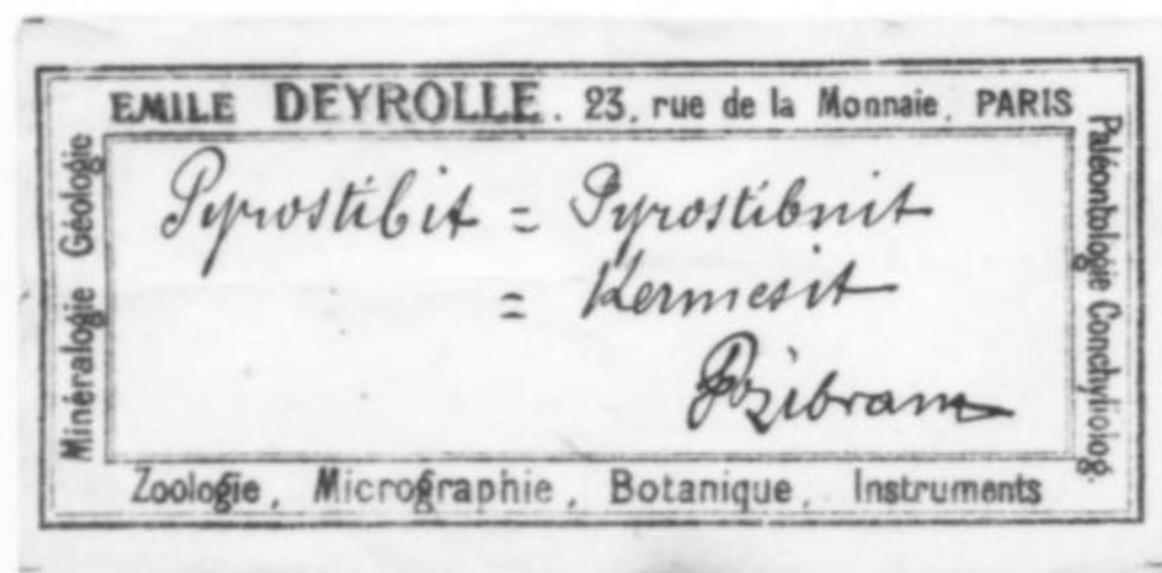 EMILE DEYROLLE. 23, rue de la Monnaie, PARIS
Minéralogie Géologie
Pyrostibit = Pyrostibnit
= Kermesit
Pzibram
Paléontologie Conchyliolog.
Zoologie, Micrographie, Botanique, Instruments